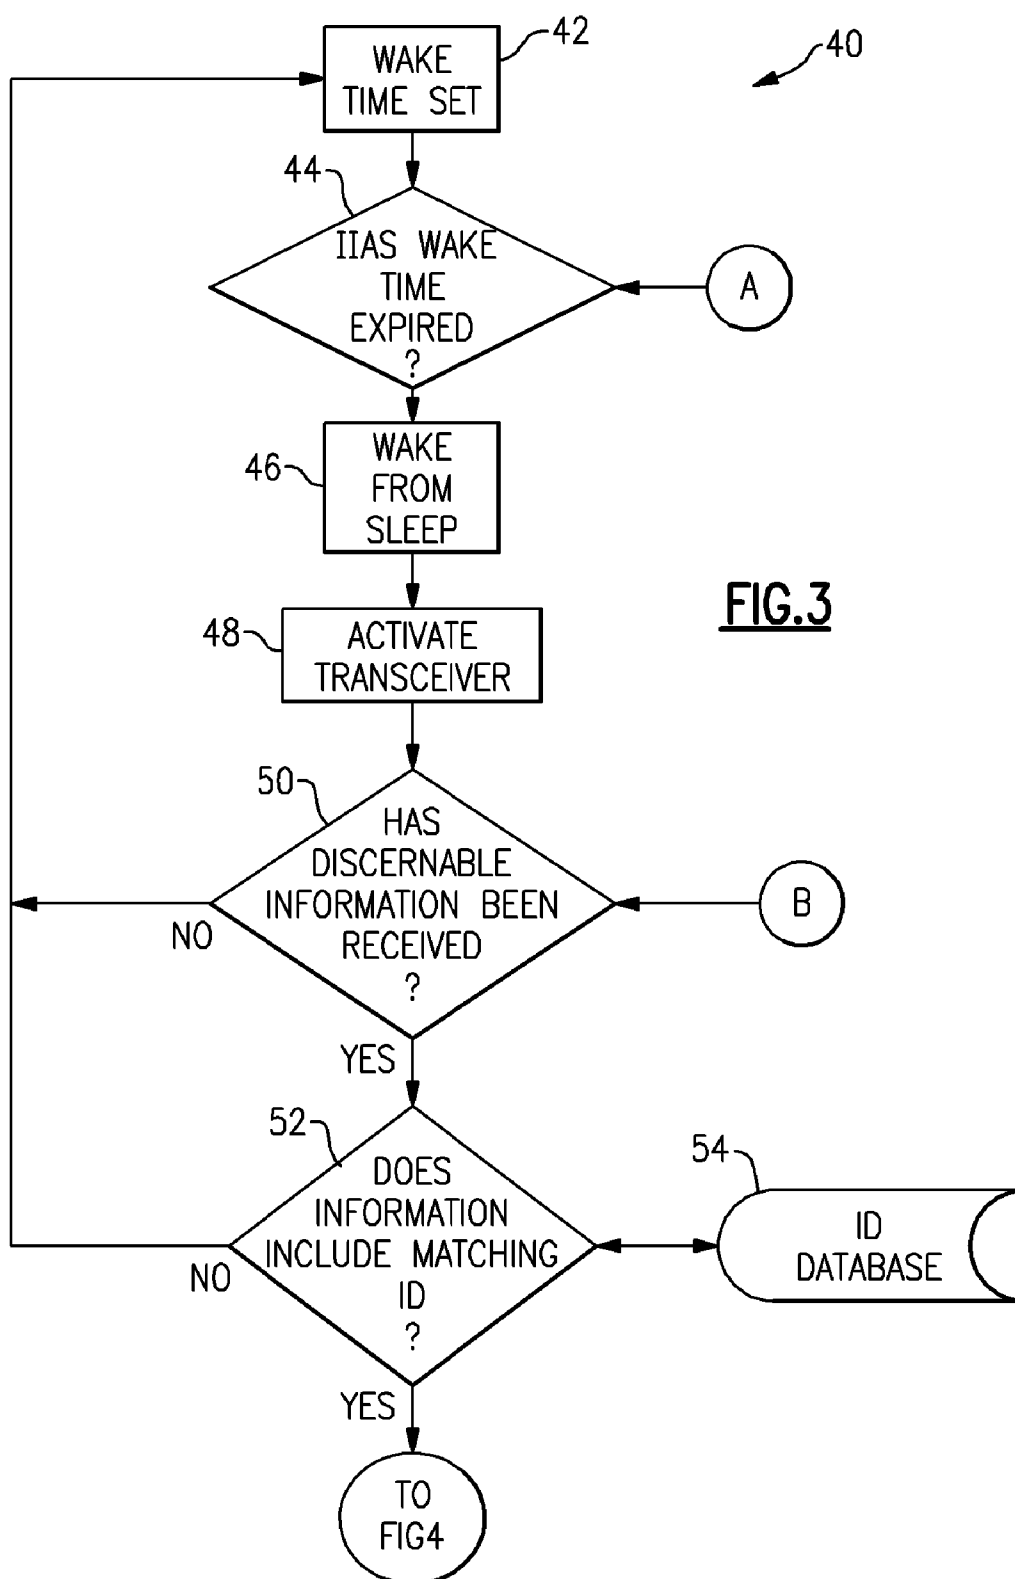 42
WAKE
TIME SET
40
44
IIAS WAKE
TIME
EXPIRED
?
A
46
WAKE
FROM
SLEEP
FIG.3
48
ACTIVATE
TRANSCEIVER
50
HAS
DISCERNABLE
INFORMATION BEEN
RECEIVED
?
B
NO
YES
52
DOES
INFORMATION
INCLUDE MATCHING
ID
?
54
ID
DATABASE
NO
YES
TO
FIG4